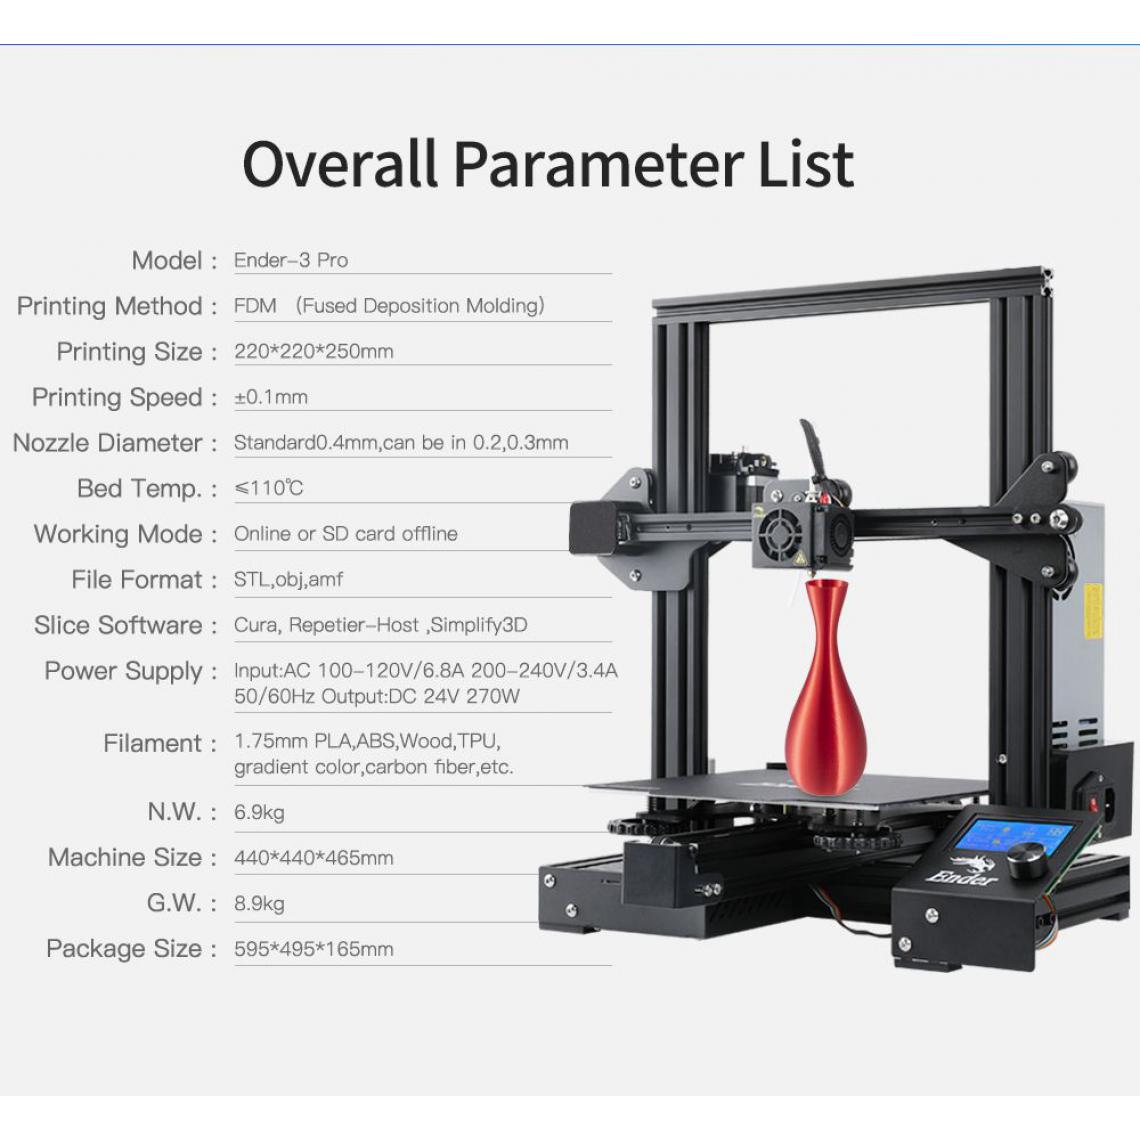 Overall Parameter List
Model : Ender-3 Pro
Printing Method : FDM （Fused Deposition Molding）
Printing Size : 220*220*250mm
Printing Speed : ±0.1mm
Nozzle Diameter : Standard0.4mm,can be in 0.2,0.3mm
Bed Temp. : ≤110℃
Working Mode : Online or SD card offline
File Format : STL,obj,amf
Slice Software : Cura, Repetier-Host ,Simplify3D
Power Supply : Input:AC 100-120V/6.8A 200-240V/3.4A
50/60Hz Output:DC 24V 270W
Filament : 1.75mm PLA,ABS,Wood,TPU,
gradient color,carbon fiber,etc.
N.W. : 6.9kg
Machine Size : 440*440*465mm
G.W. : 8.9kg
Package Size : 595*495*165mm
Ender